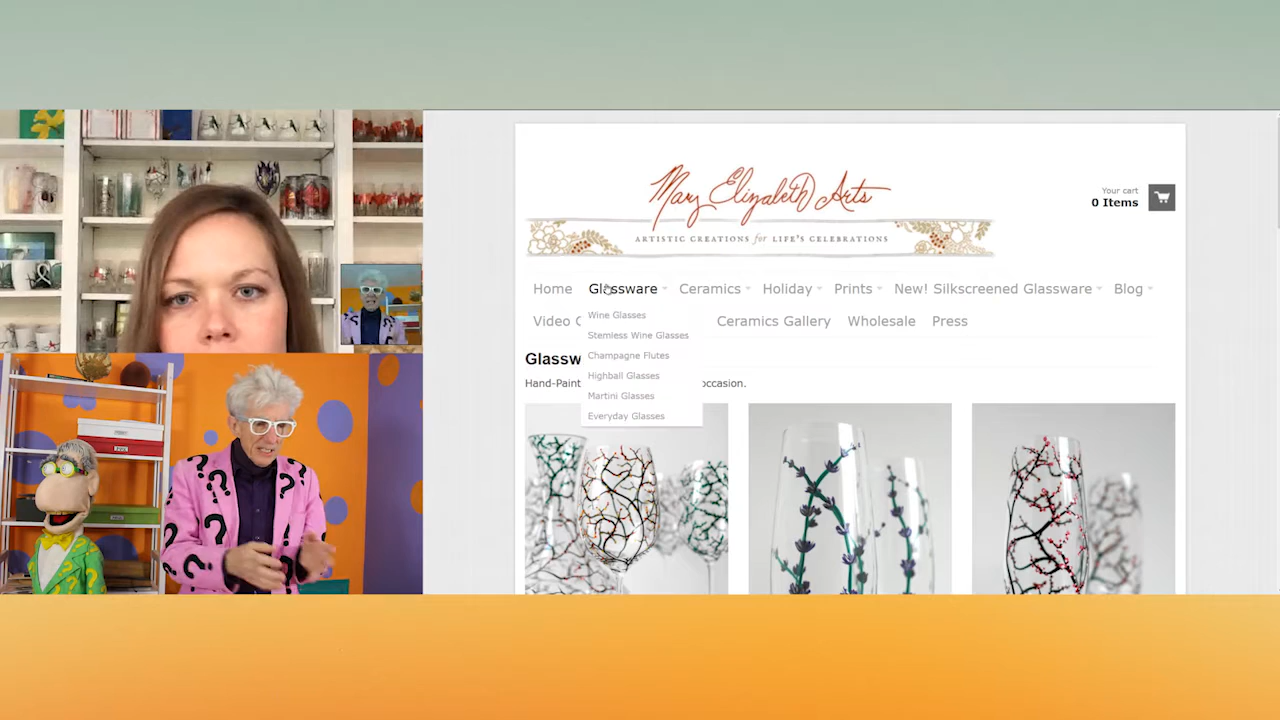 Mary Elizabeth Arts
ARTISTIC CREATIONS for LIFE'S CELEBRATIONS
Your cart
0 Items
Home Glassware Ceramics Holiday Prints New! Silkscreened Glassware Blog
Video Ceramics Gallery Wholesale Press
Wine Glasses
Stemless Wine Glasses
Champagne Flutes
Highball Glasses
Martini Glasses
Everyday Glasses
Glassw
Hand-Paint occasion.
? ? ? ? ? ?